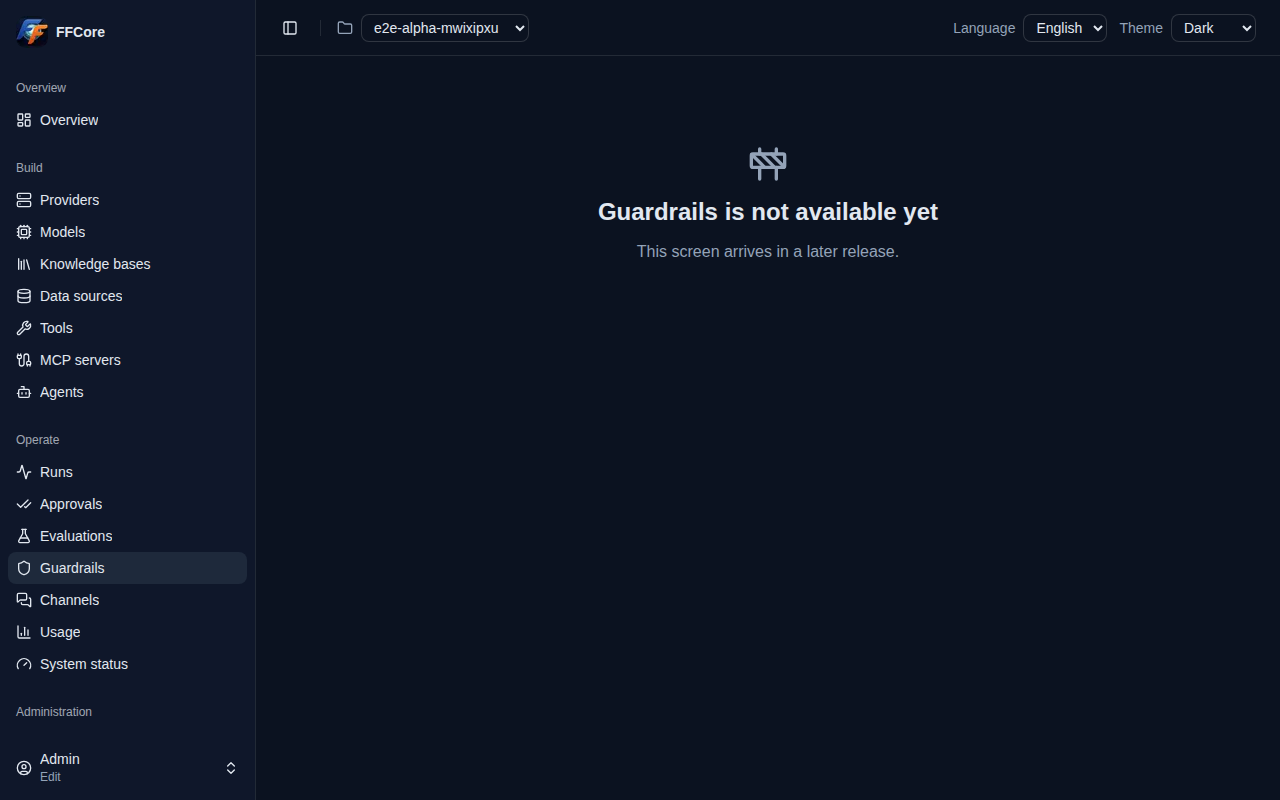 FFCore
e2e-alpha-mwixipxu
Language
English
Theme
Dark
Overview
Overview
Build
Providers
Models
Knowledge bases
Data sources
Tools
MCP servers
Agents
Operate
Runs
Approvals
Evaluations
Guardrails
Channels
Usage
System status
Administration
Admin
Edit
Guardrails is not available yet
This screen arrives in a later release.